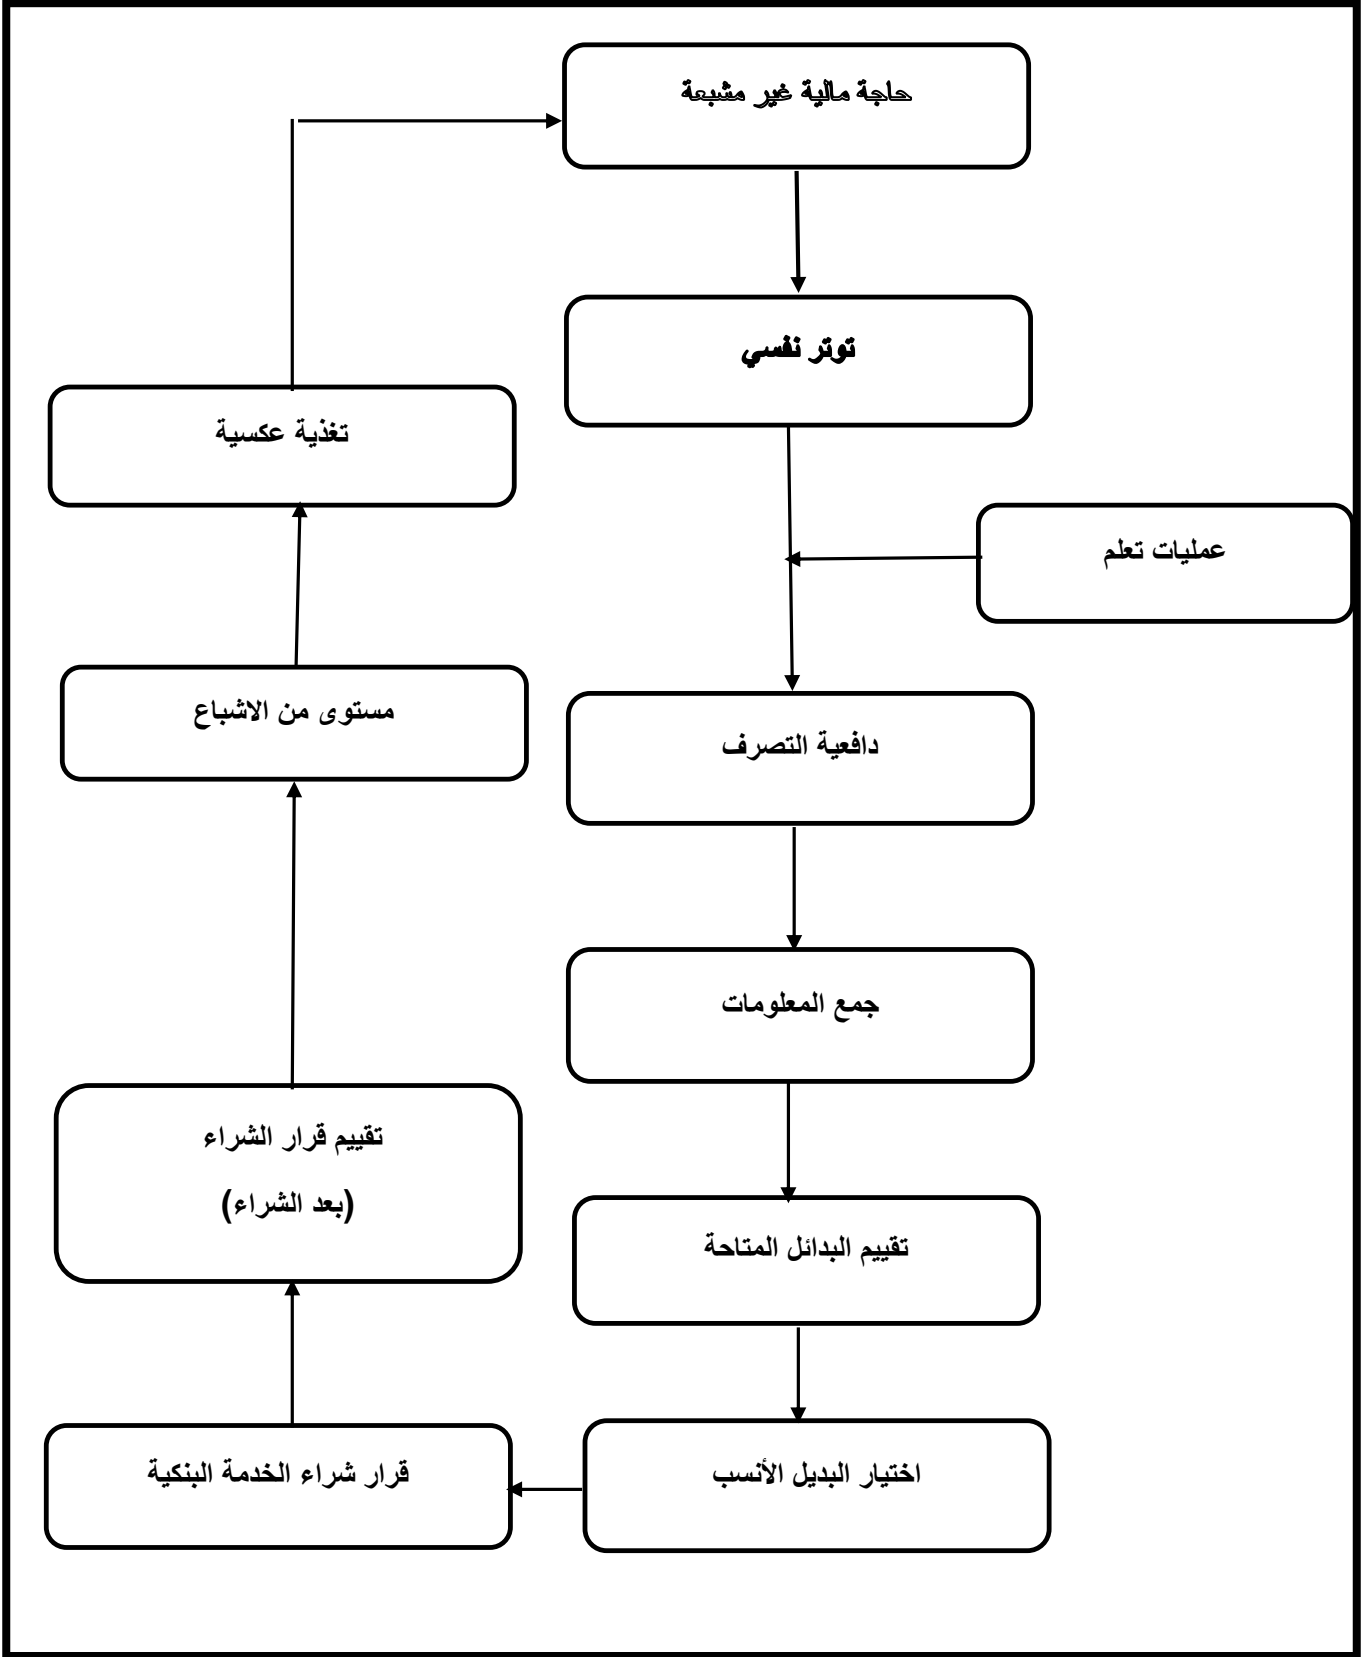 حاجة مالية غير مشبعة
توتر نفسي
عمليات تعلم
دافعية التصرف
جمع المعلومات
تقييم البدائل المتاحة
اختيار البديل الأنسب
قرار شراء الخدمة البنكية
تقييم قرار الشراء
(بعد الشراء)
مستوى من الاشباع
تغذية عكسية